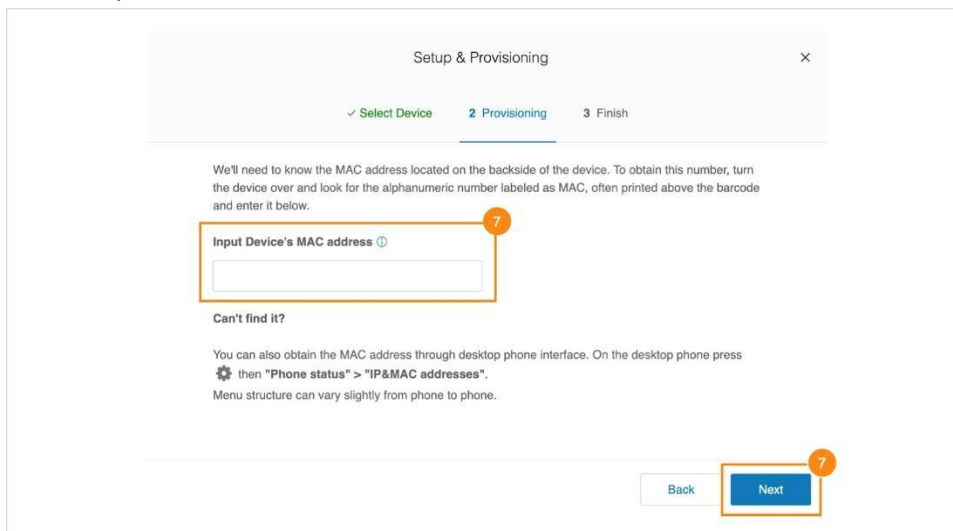 Setup & Provisioning ×
✓ Select Device 2 Provisioning 3 Finish
We'll need to know the MAC address located on the backside of the device. To obtain this number, turn
the device over and look for the alphanumeric number labeled as MAC, often printed above the barcode
and enter it below.
7
Input Device's MAC address
Can't find it?
You can also obtain the MAC address through desktop phone interface. On the desktop phone press
then "Phone status" > "IP&MAC addresses".
Menu structure can vary slightly from phone to phone.
7
Back Next